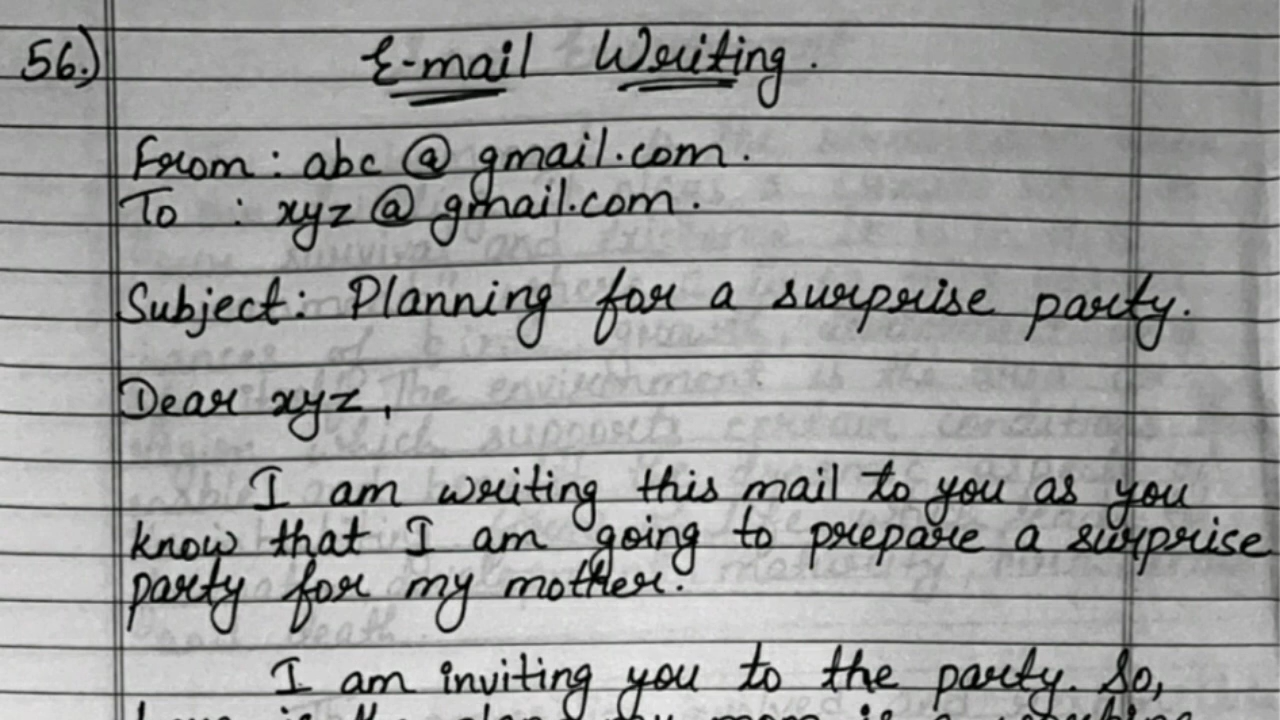 56.)
E-mail Writing.
From: abc @ gmail.com.
To : xyz @ gmail.com.
Subject: Planning for a surprise party.
Dear xyz,
I am writing this mail to you as you
know that I am going to prepare a surprise
party for my mother.
I am inviting you to the party. So,